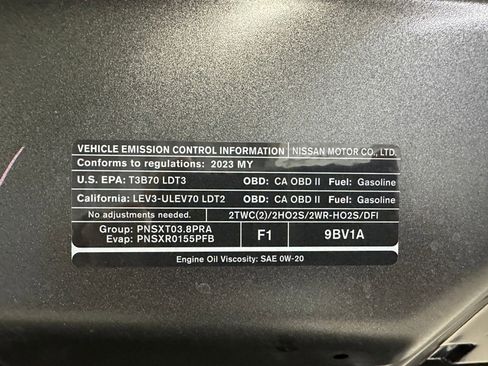 VEHICLE EMISSION CONTROL INFORMATION NISSAN MOTOR CO., LTD.
Conforms to regulations: 2023 MY
U.S. EPA: T3B70 LDT3 OBD: CA OBD II Fuel: Gasoline
California: LEV3-ULEV70 LDT2 OBD: CA OBD II Fuel: Gasoline
No adjustments needed. 2TWC(2)/2HO2S/2WR-HO2S/DFI
Group: PNSXT03.8PRA
Evap: PNSXR0155PFB
F1
9BV1A
Engine Oil Viscosity: SAE 0W-20